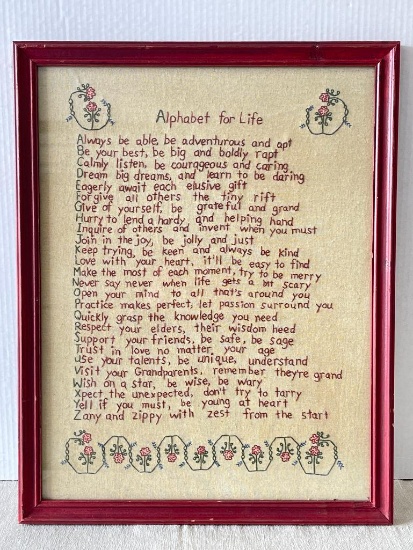 Alphabet for Life
Always be able, be adventurous and apt
Be your best, be big and boldly rapt
Calmly listen, be courageous and caring
Dream big dreams, and learn to be daring
Eagerly await each elusive gift
Forgive all others the tiny rift
Give of yourself, be grateful and grand
Hurry to lend a hardy and helping hand
Inquire of others and invent when you must
Join in the joy, be jolly and just
Keep trying, be keen and always be kind
Love with your heart, it'll be easy to find
Make the most of each moment, try to be merry
Never say never when life gets a bit scary
Open your mind to all that's around you
Practice makes perfect, let passion surround you
Quickly grasp the knowledge you need
Respect your elders, their wisdom heed
Support your friends, be safe, be sage
Trust in love no matter your age
use your talents, be unique, understand
Visit your Grandparents, remember they're grand
Wish on a star, be wise, be wary
Xpect the unexpected, don't try to tarry
Yell if you must, be young at heart
Zany and zippy with zest from the start